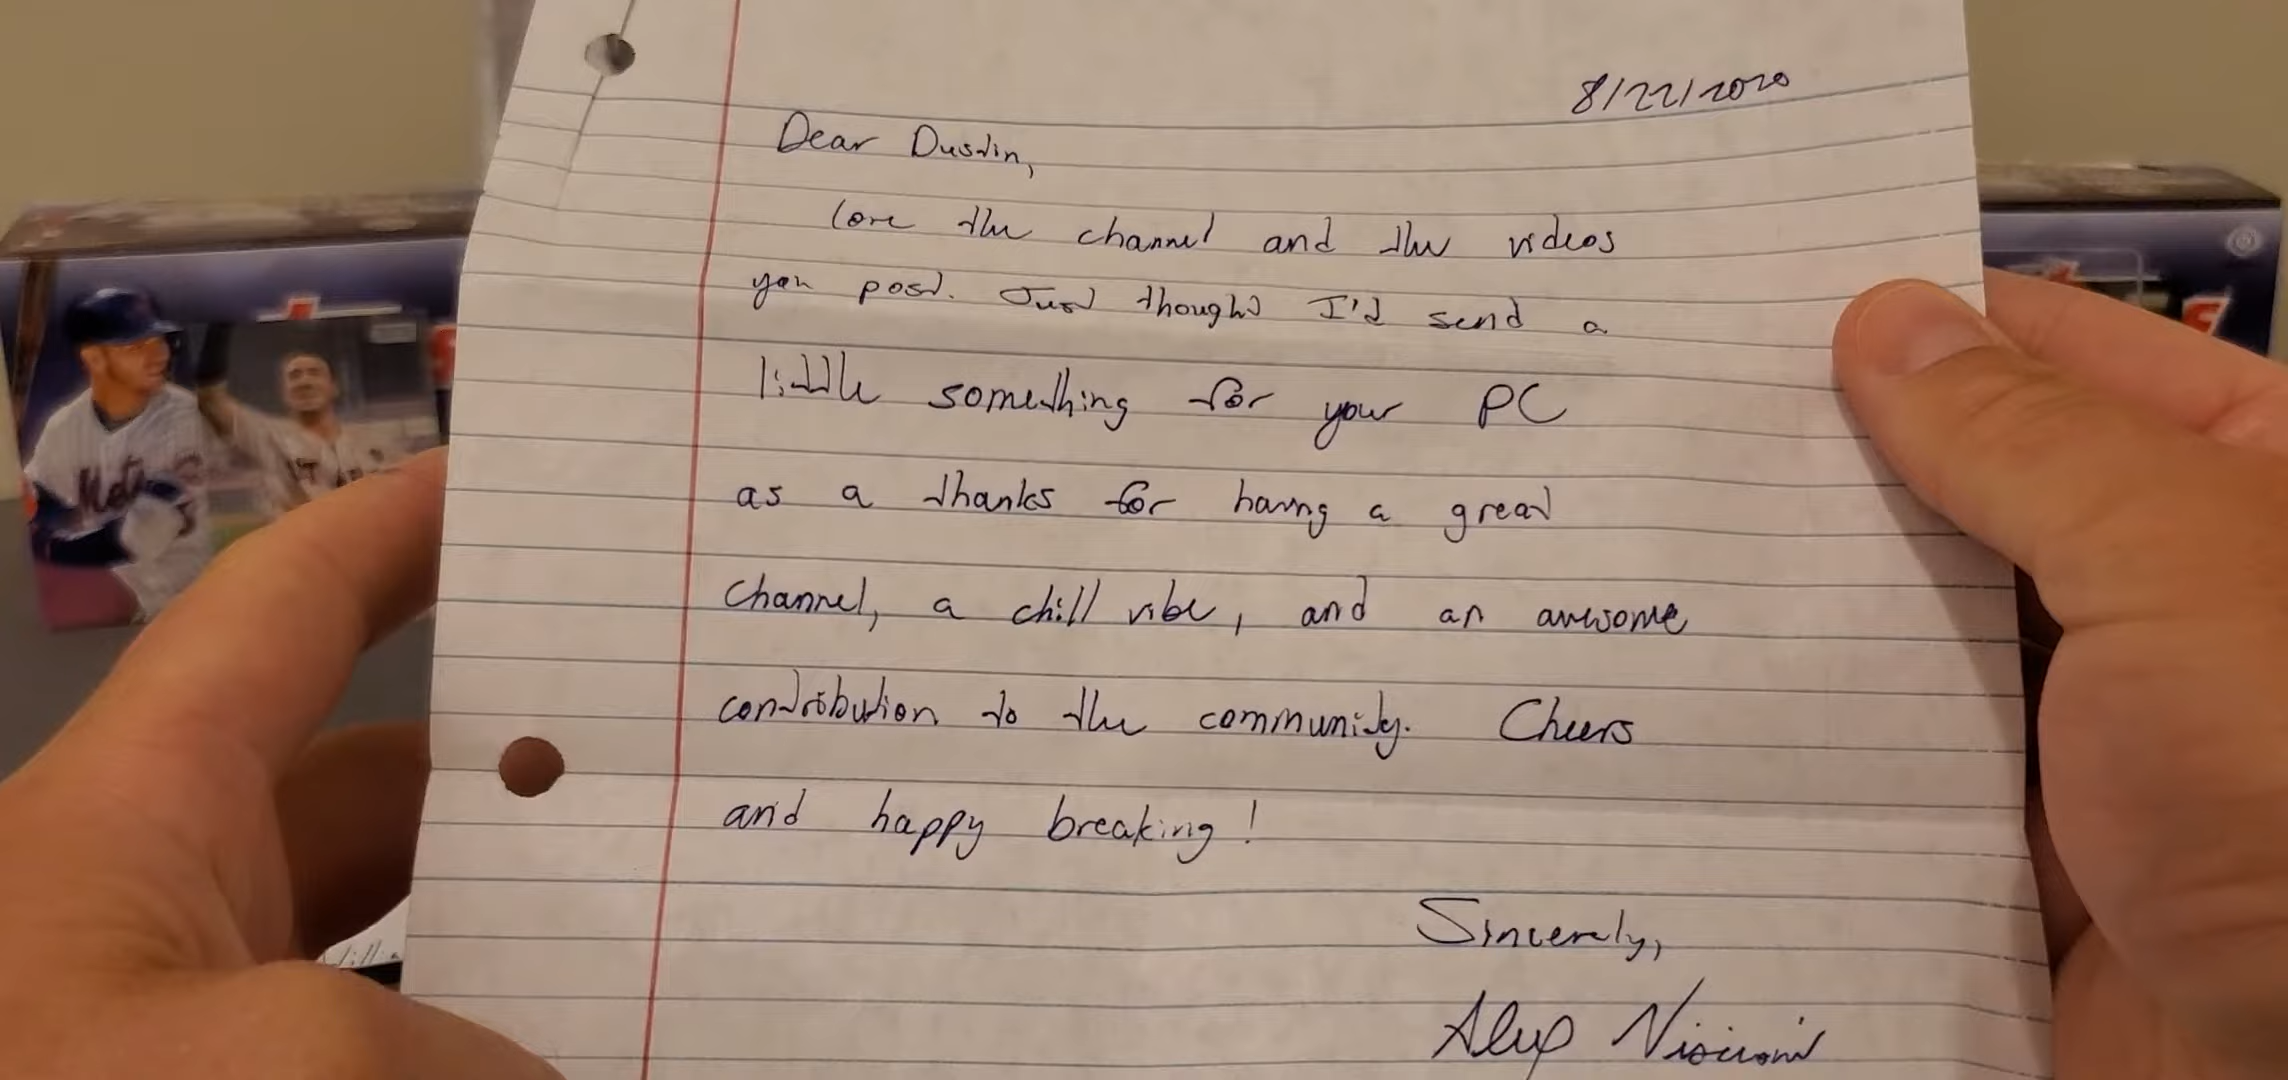 8/22/2020
Dear Dustin,
love the channel and the videos
you post. Just thought I'd send a
little something for your PC
as a thanks for having a great
channel, a chill vibe, and an awesome
contribution to the community. Cheers
and happy breaking!
Sincerely,
Alex
Mets